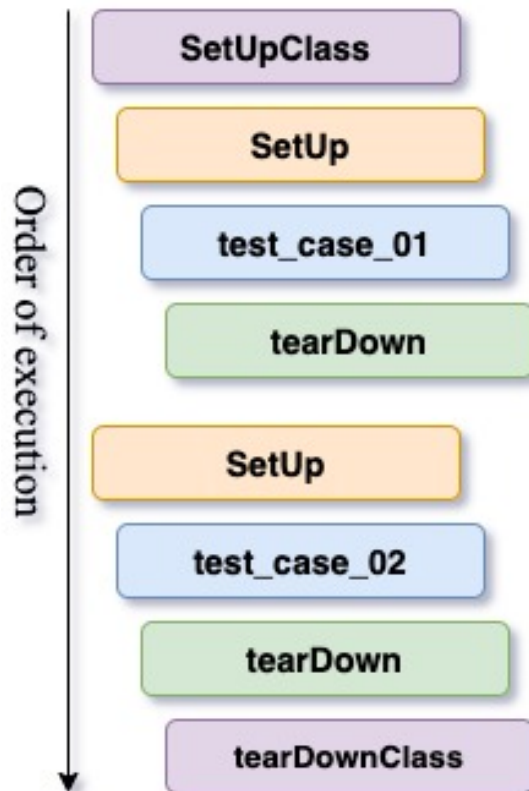 SetUpClass
SetUp
test_case_01
tearDown
SetUp
test_case_02
tearDown
tearDownClass
Order of execution